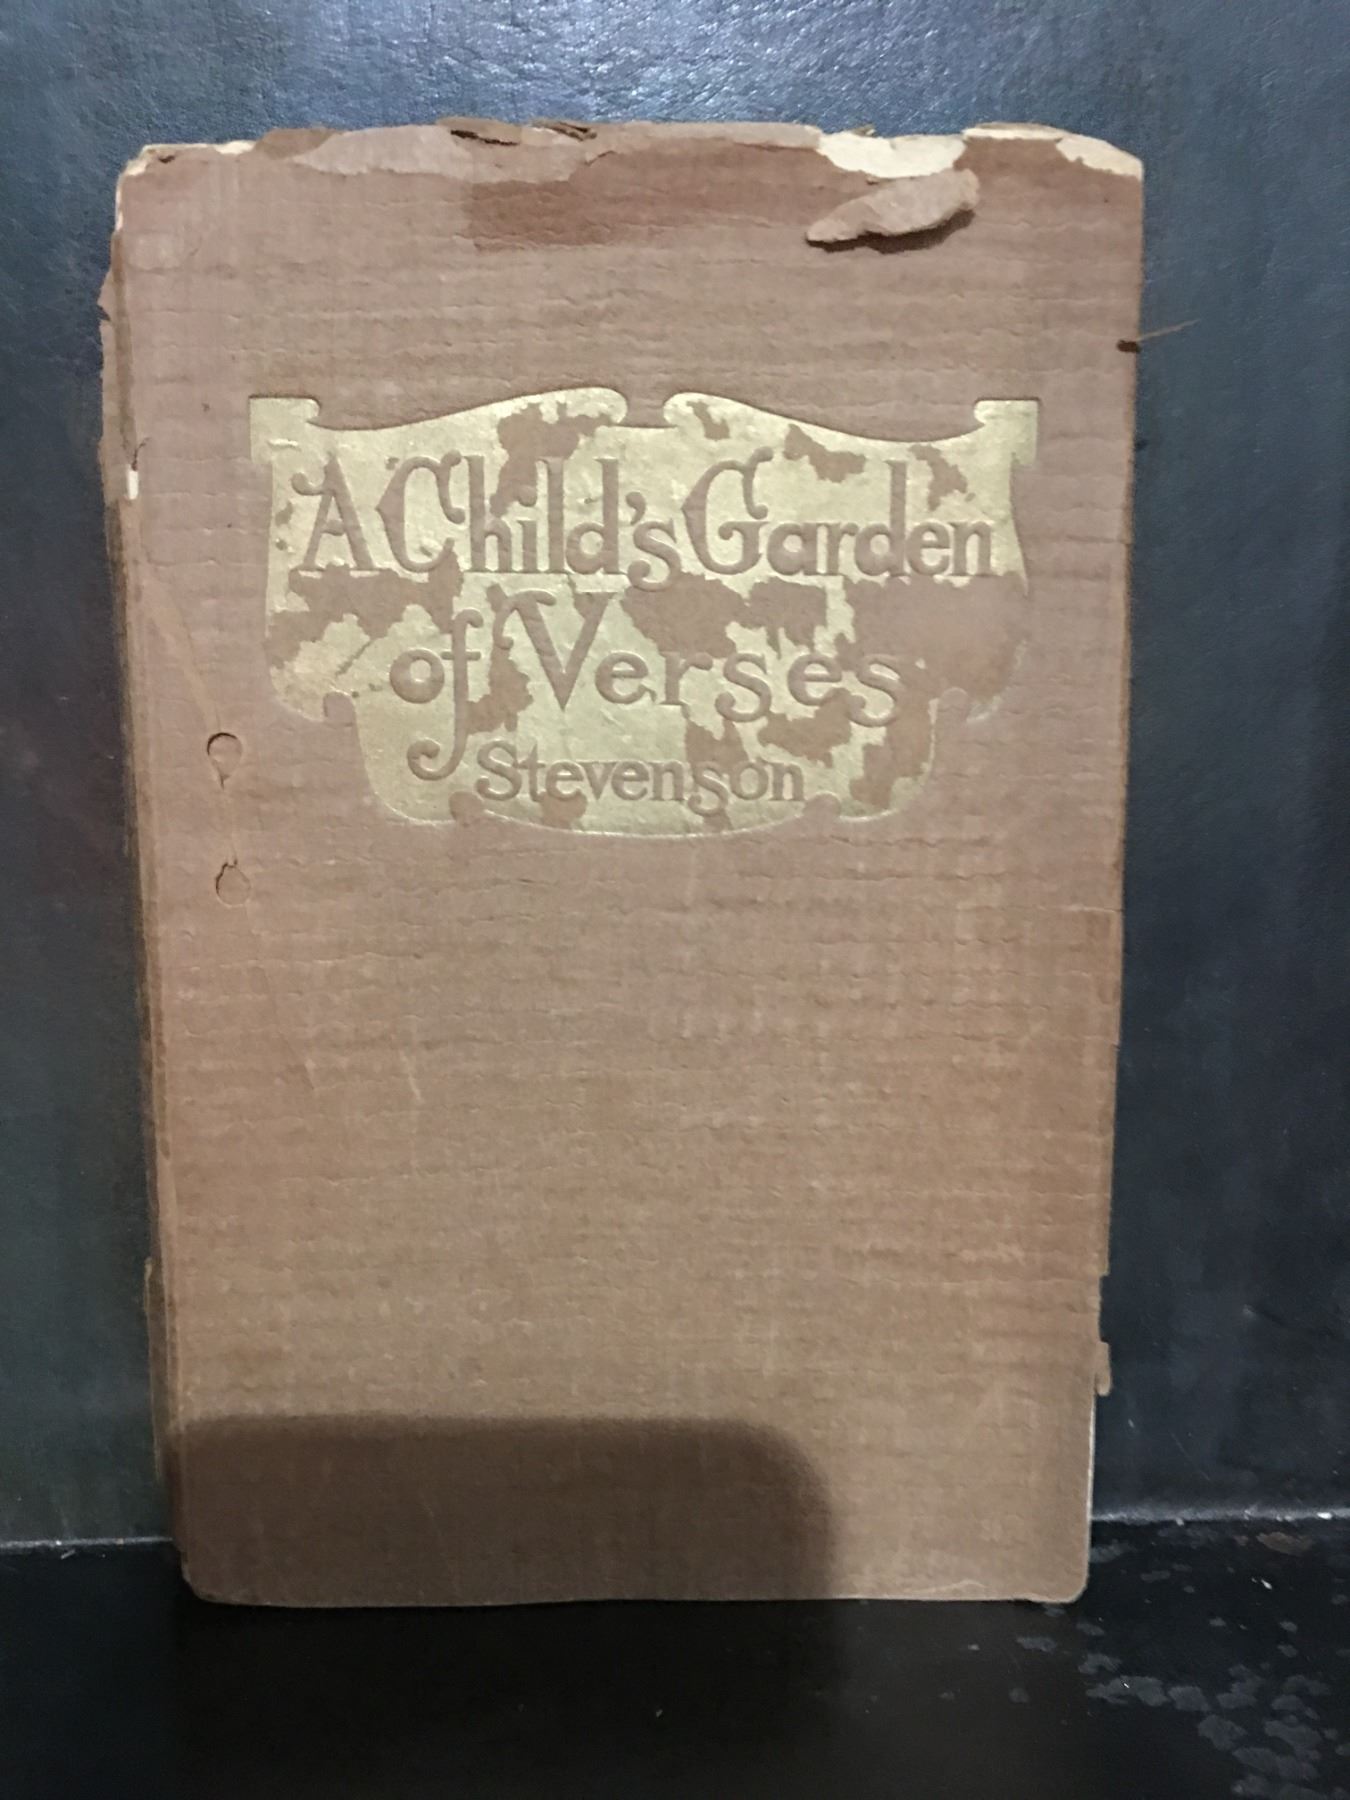 A Child's Garden
of Verses
Stevenson